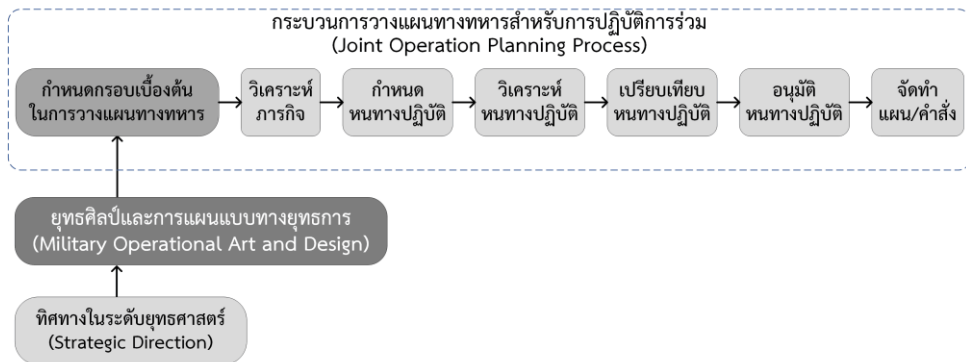 กระบวนการวางแผนทางทหารสำหรับการปฏิบัติการร่วม
(Joint Operation Planning Process)
กำหนดกรอบเบื้องต้น
ในการวางแผนทางทหาร
วิเคราะห์
ภารกิจ
กำหนด
หนทางปฏิบัติ
วิเคราะห์
หนทางปฏิบัติ
เปรียบเทียบ
หนทางปฏิบัติ
อนุมัติ
หนทางปฏิบัติ
จัดทำ
แผน/คำสั่ง
ยุทธศิลป์และการแผนแบบทางยุทธการ
(Military Operational Art and Design)
ทิศทางในระดับยุทธศาสตร์
(Strategic Direction)